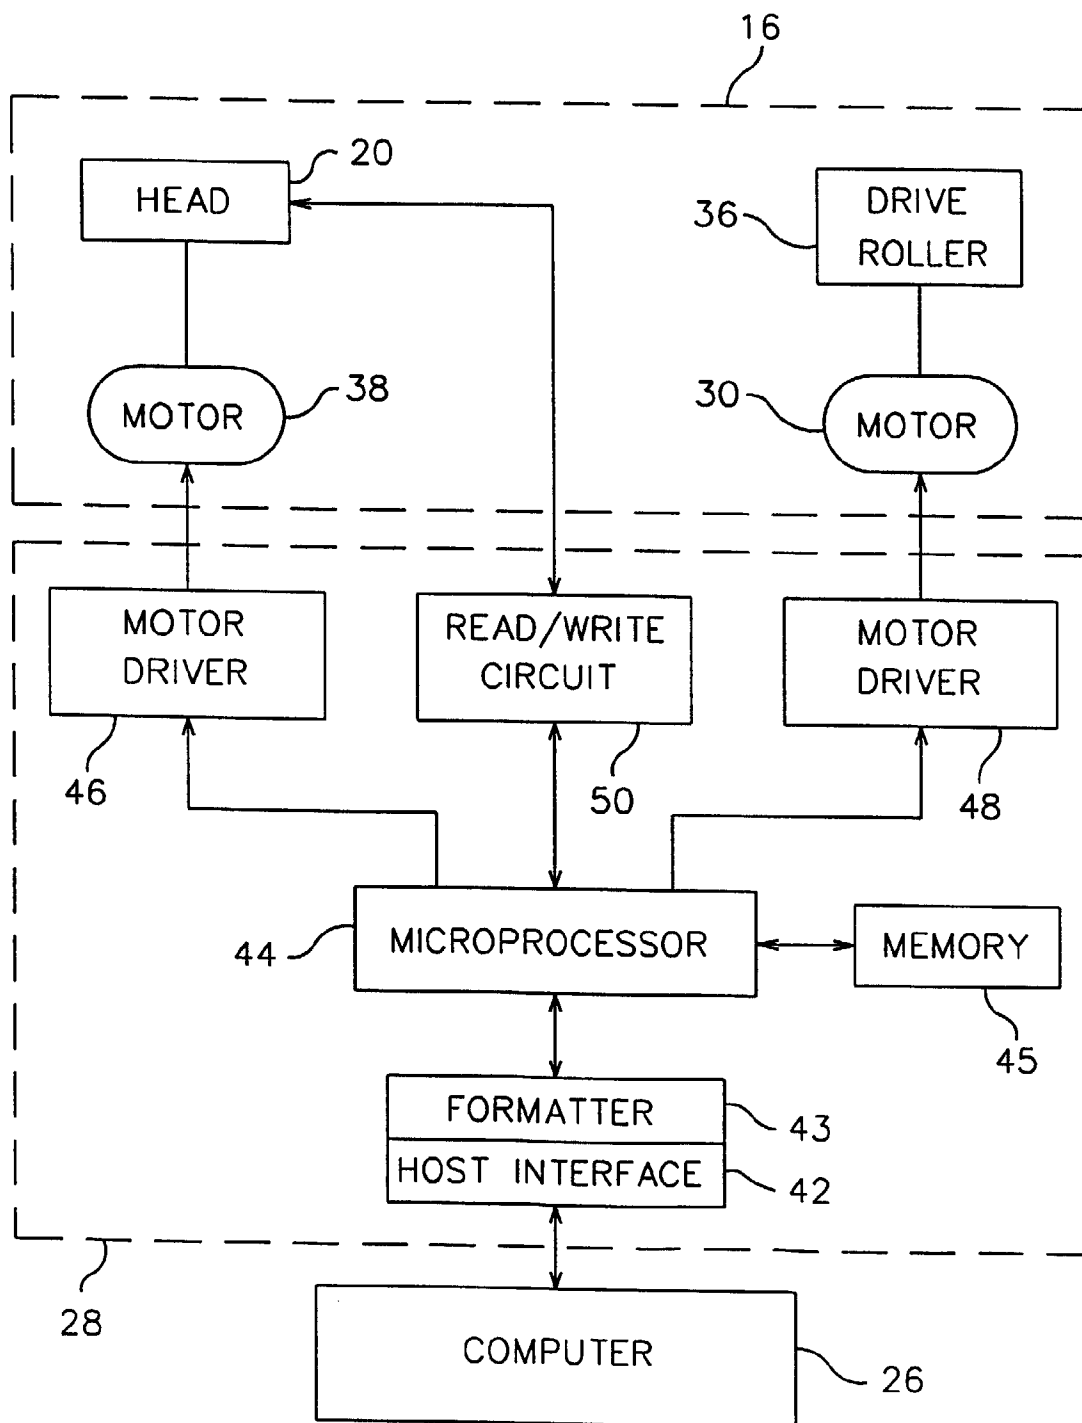 16
20
HEAD
36
DRIVE
ROLLER
MOTOR
38
30
MOTOR
MOTOR
DRIVER
READ/WRITE
CIRCUIT
MOTOR
DRIVER
46
50
48
44
MICROPROCESSOR
MEMORY
45
FORMATTER
43
HOST INTERFACE
42
28
COMPUTER
26